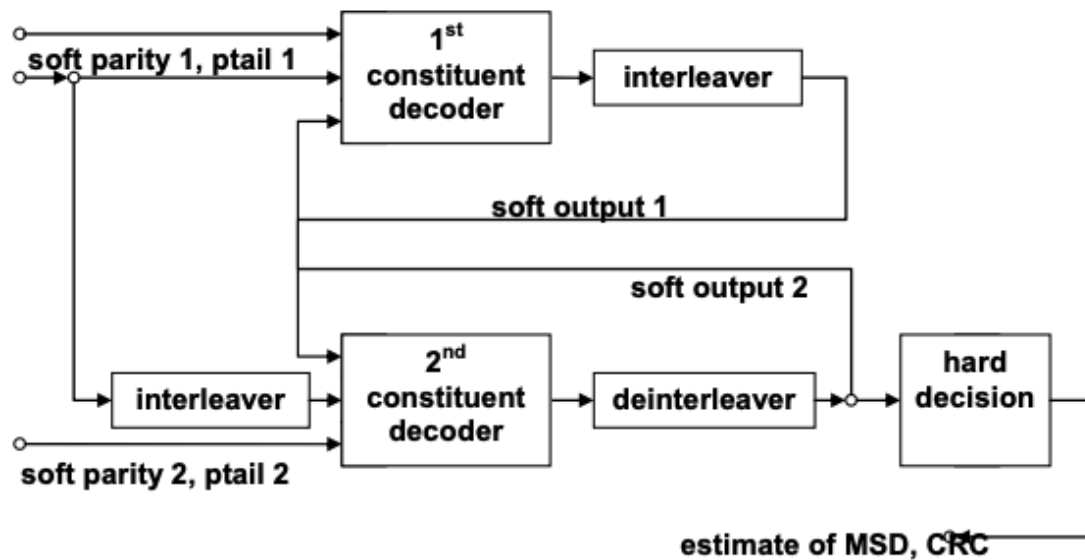 soft parity 1, ptail 1
1st
constituent
decoder
interleaver
soft output 1
soft output 2
interleaver
2nd
constituent
decoder
deinterleaver
hard
decision
soft parity 2, ptail 2
estimate of MSD, CRC